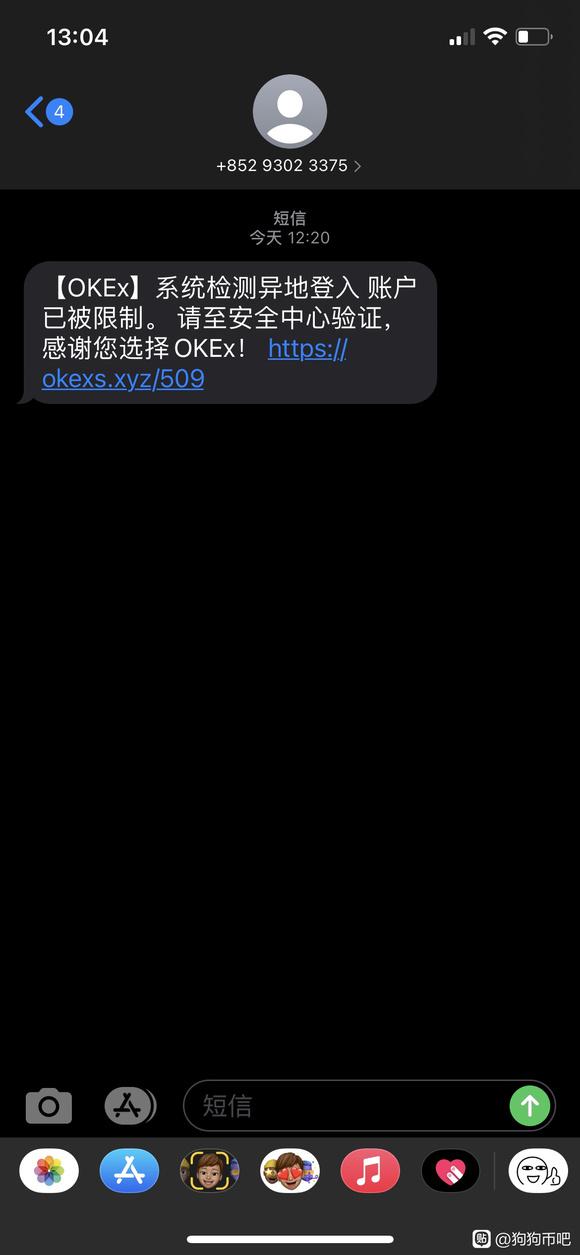 13:04
4
+852 9302 3375
短信
今天 12:20
【OKEx】系统检测异地登入 账户
已被限制。 请至安全中心验证，
感谢您选择 OKEx！ https://
okexs.xyz/509
短信
贴 @狗狗币吧